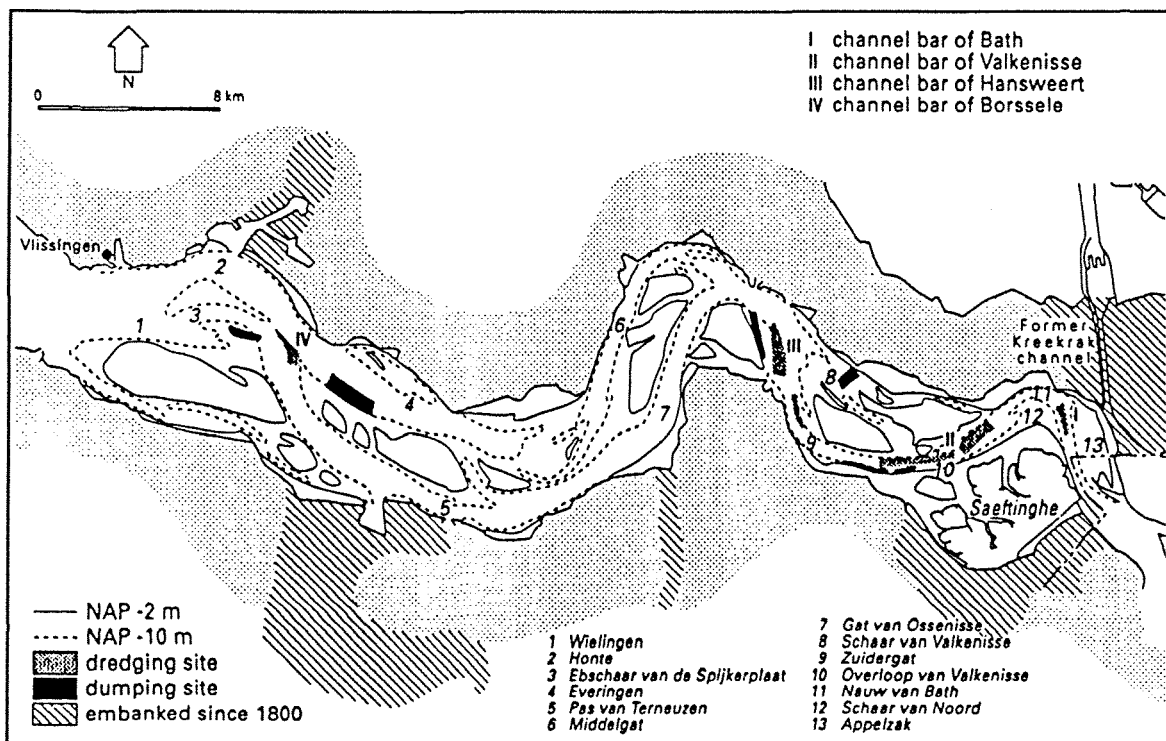 N
0 8 km
I channel bar of Bath
II channel bar of Valkenisse
III channel bar of Hansweert
IV channel bar of Borssele
Vlissingen
1
2
3
IV
4
5
6
7
III
8
9
II
10
11
12
I
13
Former
Kreekrak
channel
Saeftinghe
NAP -2 m
NAP -10 m
dredging site
dumping site
embanked since 1800
1 Wielingen
2 Honte
3 Ebschaar van de Spijkerplaat
4 Everingen
5 Pas van Terneuzen
6 Middelgat
7 Gat van Ossenisse
8 Schaar van Valkenisse
9 Zuidergat
10 Overloop van Valkenisse
11 Nauw van Bath
12 Schaar van Noord
13 Appelzak